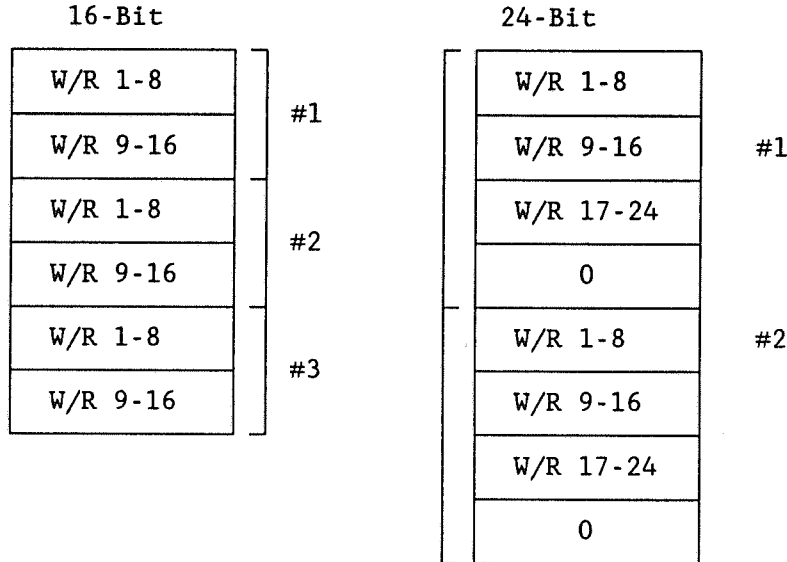 16-Bit
W/R 1-8
W/R 9-16
#1
W/R 1-8
W/R 9-16
#2
W/R 1-8
W/R 9-16
#3
24-Bit
W/R 1-8
W/R 9-16
#1
W/R 17-24
0
W/R 1-8
#2
W/R 9-16
W/R 17-24
0